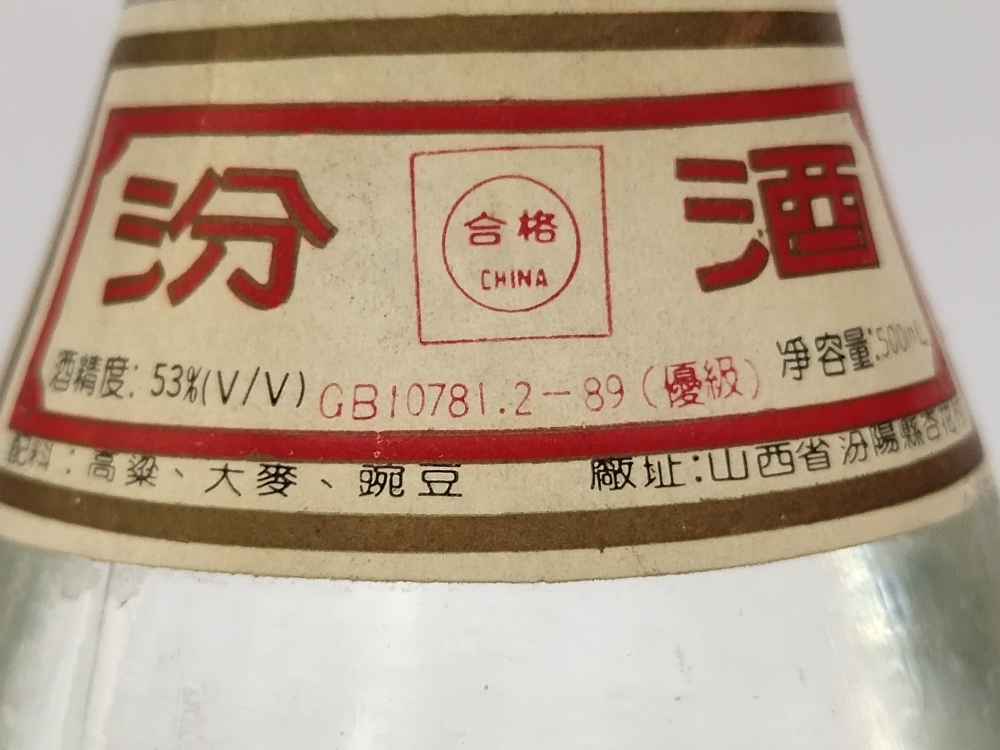 汾 酒
合格
CHINA
酒精度: 53%(V/V) GB10781.2-89(優級) 净容量:500mL
配料:高粱、大麥、豌豆 廠址:山西省汾陽縣杏花村